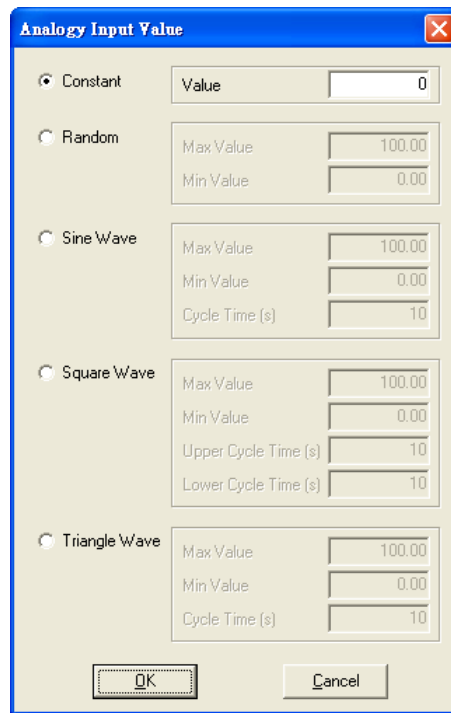 Analogy Input Value
Constant
Value 0
Random
Max Value 100.00
Min Value 0.00
Sine Wave
Max Value 100.00
Min Value 0.00
Cycle Time (s) 10
Square Wave
Max Value 100.00
Min Value 0.00
Upper Cycle Time (s) 10
Lower Cycle Time (s) 10
Triangle Wave
Max Value 100.00
Min Value 0.00
Cycle Time (s) 10
OK Cancel